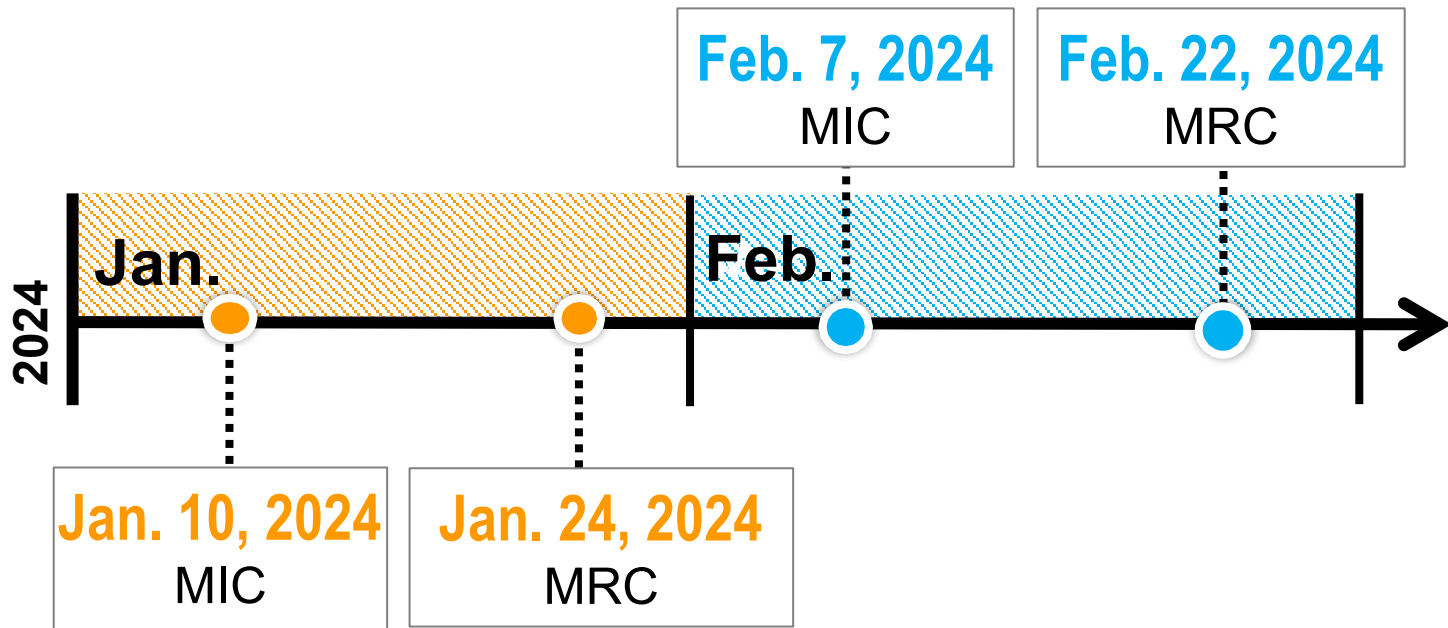 Feb. 7, 2024
MIC
Feb. 22, 2024
MRC
2024
Jan.
Feb.
Jan. 10, 2024
MIC
Jan. 24, 2024
MRC